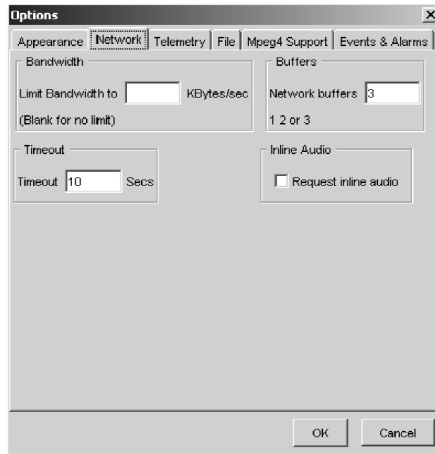 Options
Appearance Network Telemetry File Mpeg4 Support Events & Alarms
Bandwidth
Limit Bandwidth to KBytes/sec
(Blank for no limit)
Buffers
Network buffers 3
1 2 or 3
Timeout
Timeout 10 Secs
Inline Audio
Request inline audio
OK Cancel